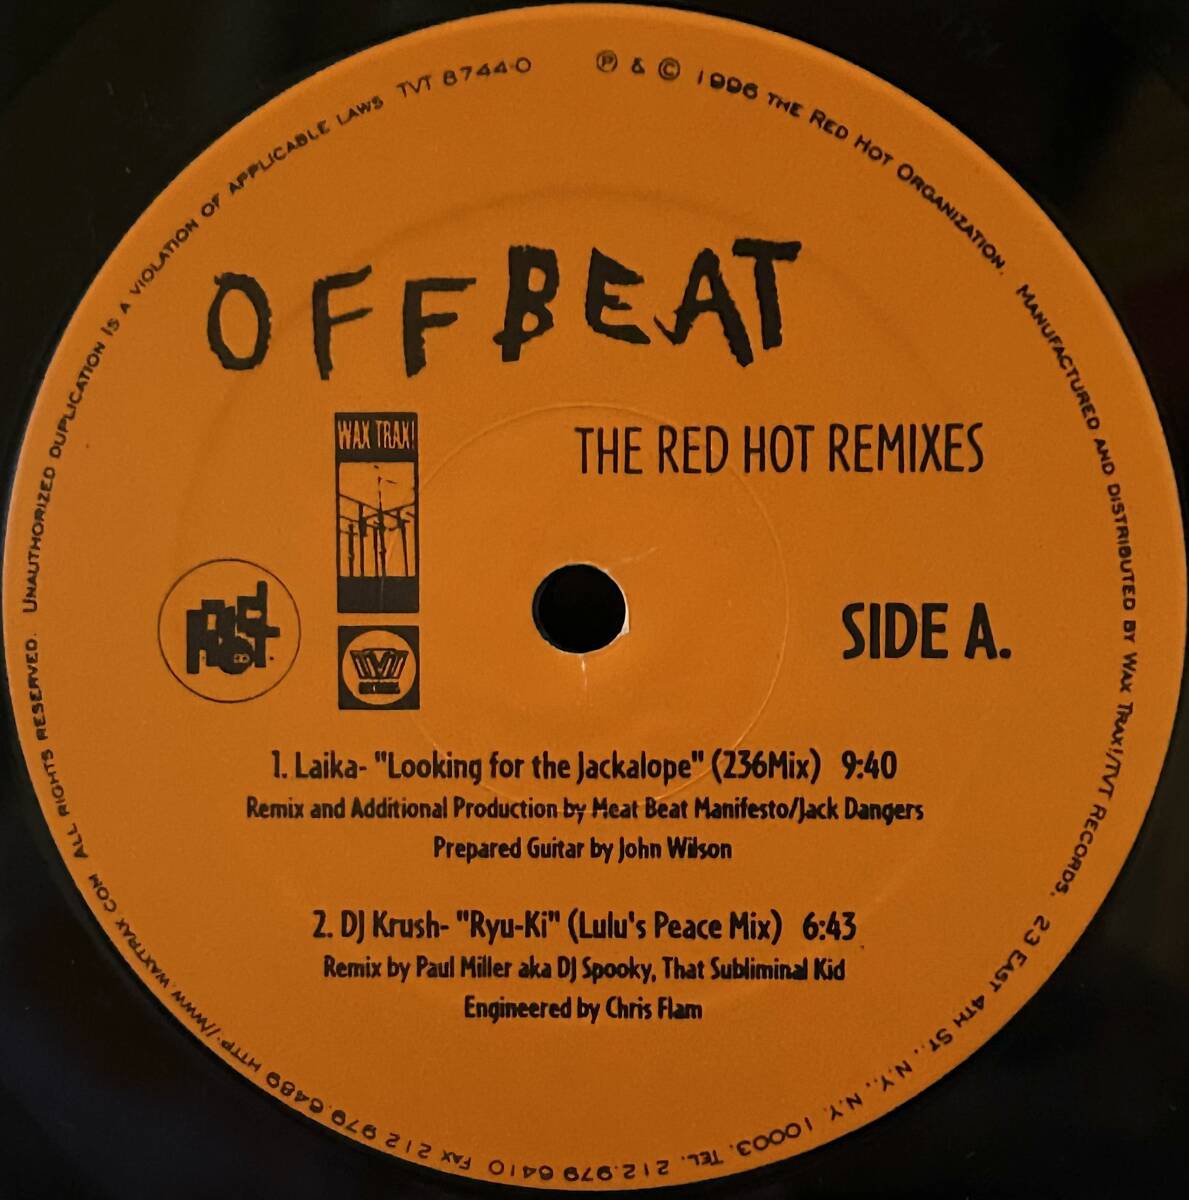 TVT 8744-0 ℗ & © 1996 THE RED HOT ORGANIZATION. MANUFACTURED AND DISTRIBUTED BY WAX TRAX!/TVT RECORDS, 23 EAST 4TH ST., N.Y., N.Y. 10003, TEL. 212.979.6410 FAX 212 979.6489 HTTP://WWW.WAXTRAX.COM ALL RIGHTS RESERVED. UNAUTHORIZED DUPLICATION IS A VIOLATION OF APPLICABLE LAWS
OFFBEAT
WAX TRAX!
THE RED HOT REMIXES
RED HOT
SIDE A.
TVT
1. Laika- "Looking for the Jackalope" (236Mix) 9:40
Remix and Additional Production by Meat Beat Manifesto/Jack Dangers
Prepared Guitar by John Wilson
2. DJ Krush- "Ryu-Ki" (Lulu's Peace Mix) 6:43
Remix by Paul Miller aka DJ Spooky, That Subliminal Kid
Engineered by Chris Flam